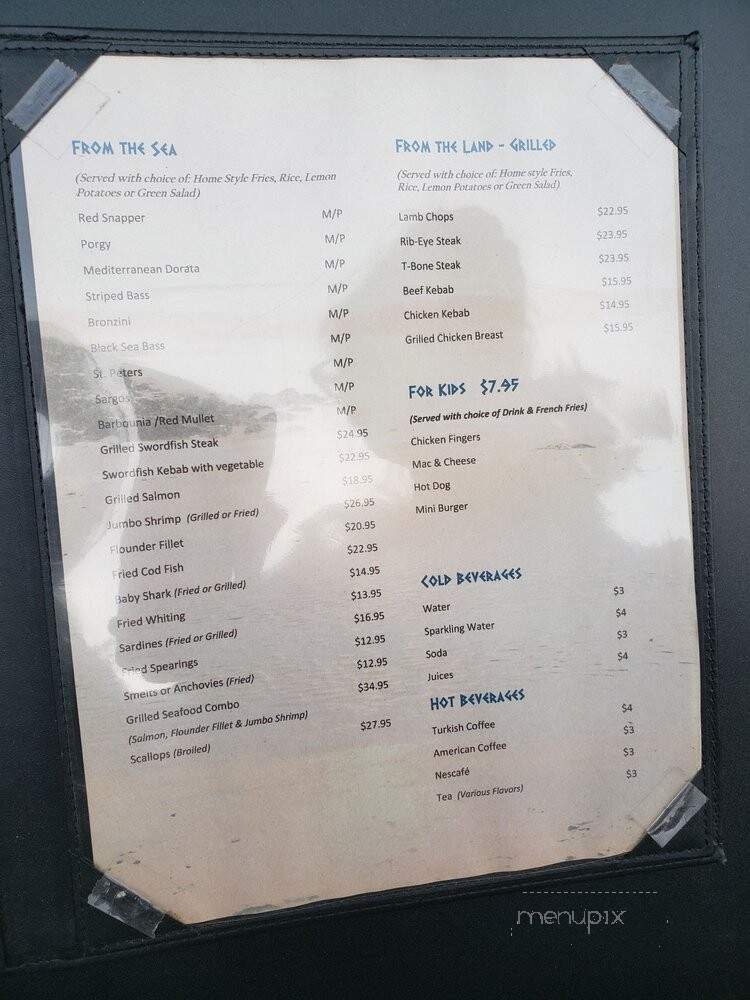 FROM THE SEA
(Served with choice of: Home Style Fries, Rice, Lemon
Potatoes or Green Salad)
Red Snapper M/P
Porgy M/P
Mediterranean Dorata M/P
Striped Bass M/P
Bronzini M/P
Black Sea Bass M/P
St. Peters M/P
Sargos M/P
Barbounia /Red Mullet M/P
Grilled Swordfish Steak $24.95
Swordfish Kebab with vegetable $22.95
Grilled Salmon $18.95
Jumbo Shrimp (Grilled or Fried) $26.95
Flounder Fillet $20.95
Fried Cod Fish $22.95
Baby Shark (Fried or Grilled) $14.95
Fried Whiting $13.95
Sardines (Fried or Grilled) $16.95
Fried Spearings $12.95
Smelts or Anchovies (Fried) $12.95
Grilled Seafood Combo $34.95
(Salmon, Flounder Fillet & Jumbo Shrimp)
Scallops (Broiled) $27.95
FROM THE LAND - GRILLED
(Served with choice of: Home style Fries,
Rice, Lemon Potatoes or Green Salad)
Lamb Chops $22.95
Rib-Eye Steak $23.95
T-Bone Steak $23.95
Beef Kebab $15.95
Chicken Kebab $14.95
Grilled Chicken Breast $15.95
FOR KIDS $7.95
(Served with choice of Drink & French Fries)
Chicken Fingers
Mac & Cheese
Hot Dog
Mini Burger
COLD BEVERAGES
Water $3
Sparkling Water $4
Soda $3
Juices $4
HOT BEVERAGES
Turkish Coffee $4
American Coffee $3
Nescafé $3
Tea (Various Flavors) $3
menupix